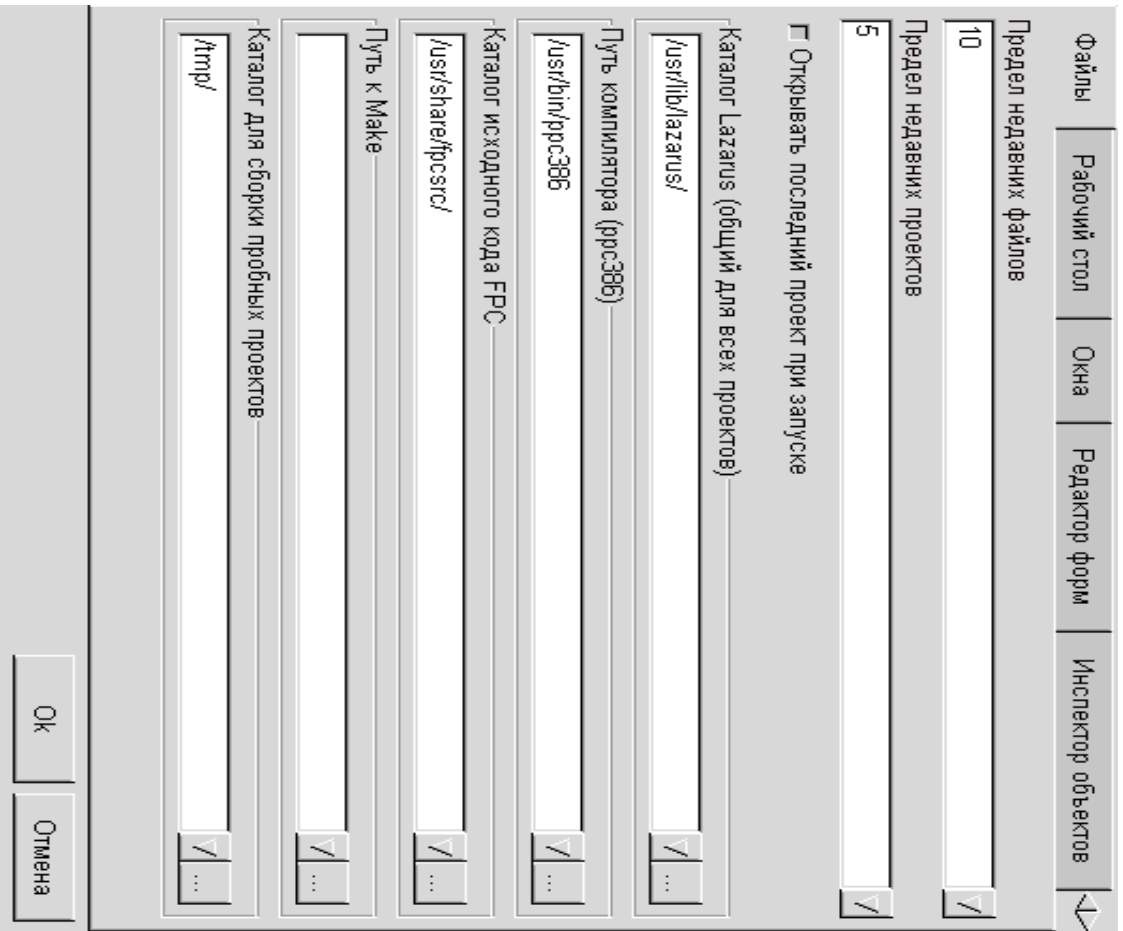 Файлы
Рабочий стол
Окна
Редактор форм
Инспектор объектов
Предел недавних файлов
10
Предел недавних проектов
5
Открывать последний проект при запуске
Каталог Lazarus (общий для всех проектов)
/usr/lib/lazarus/
...
Путь компилятора (ppc386)
/usr/bin/ppc386
...
Каталог исходного кода FPC
/usr/share/fpcsrc/
...
Путь к Make
...
Каталог для сборки пробных проектов
/tmp/
...
Ok
Отмена